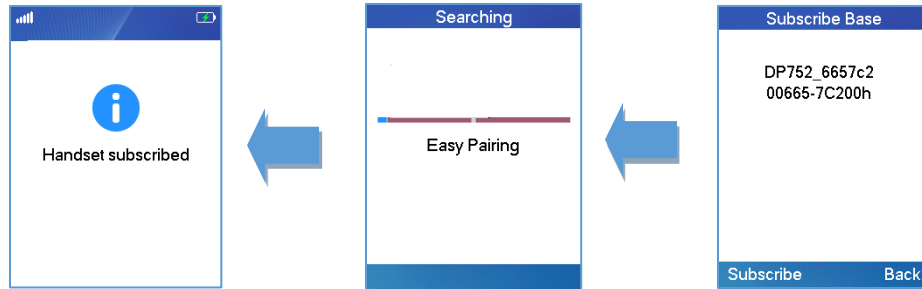 Handset subscribed
Searching
Easy Pairing
Subscribe Base
DP752_6657c2
00665-7C200h
Subscribe Back